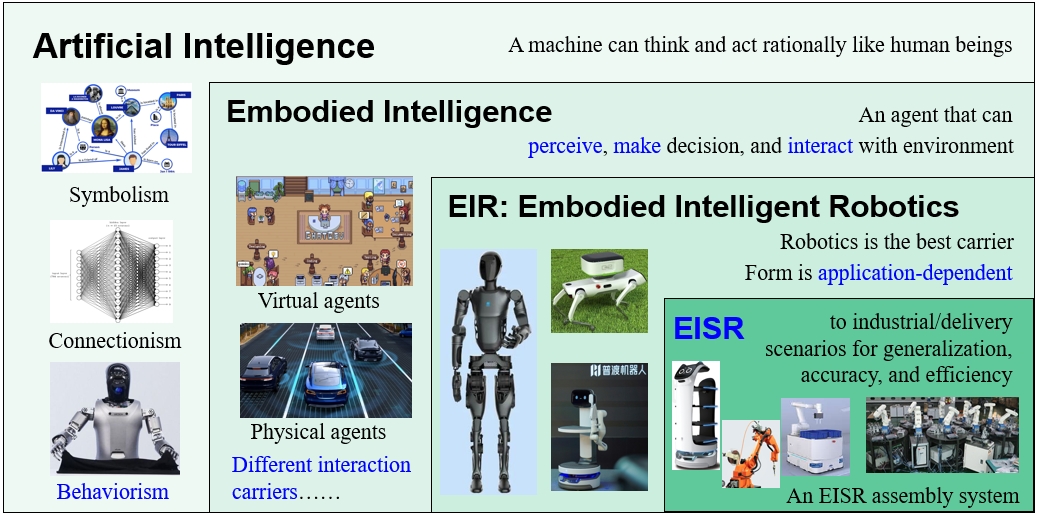 Artificial Intelligence
A machine can think and act rationally like human beings
Symbolism
Connectionism
Behaviorism
Embodied Intelligence
An agent that can
perceive, make decision, and interact with environment
Virtual agents
Physical agents
Different interaction
carriers……
EIR: Embodied Intelligent Robotics
Robotics is the best carrier
Form is application-dependent
普渡机器人
EISR
to industrial/delivery
scenarios for generalization,
accuracy, and efficiency
An EISR assembly system